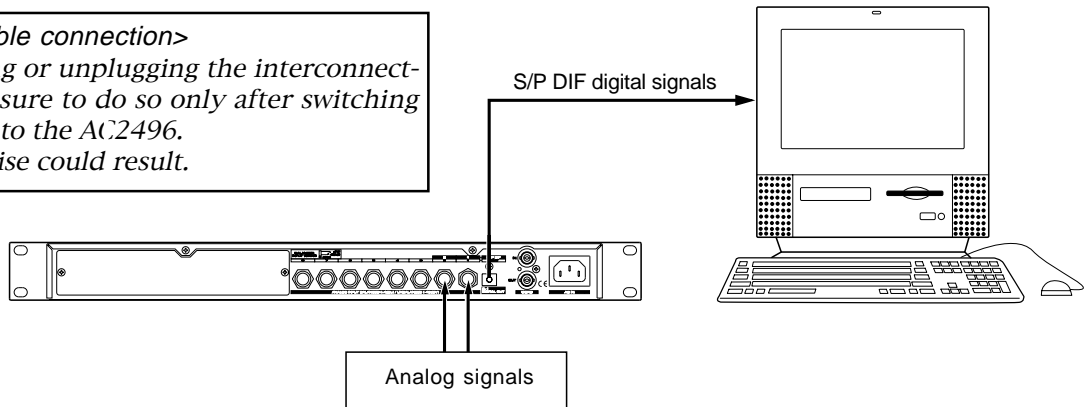 ble connection>
g or unplugging the interconnect-
sure to do so only after switching
to the AC2496.
ise could result.
S/P DIF digital signals
Analog signals